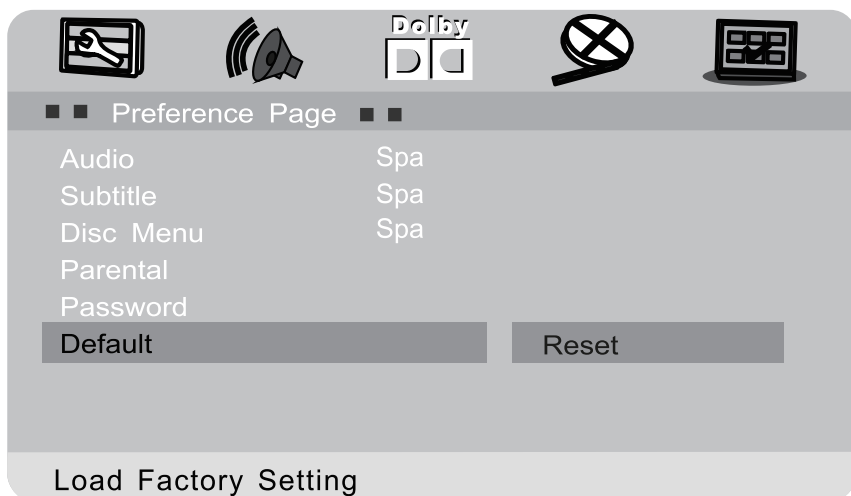 Dolby
Preference Page
Audio Spa
Subtitle Spa
Disc Menu Spa
Parental
Password
Default Reset
Load Factory Setting